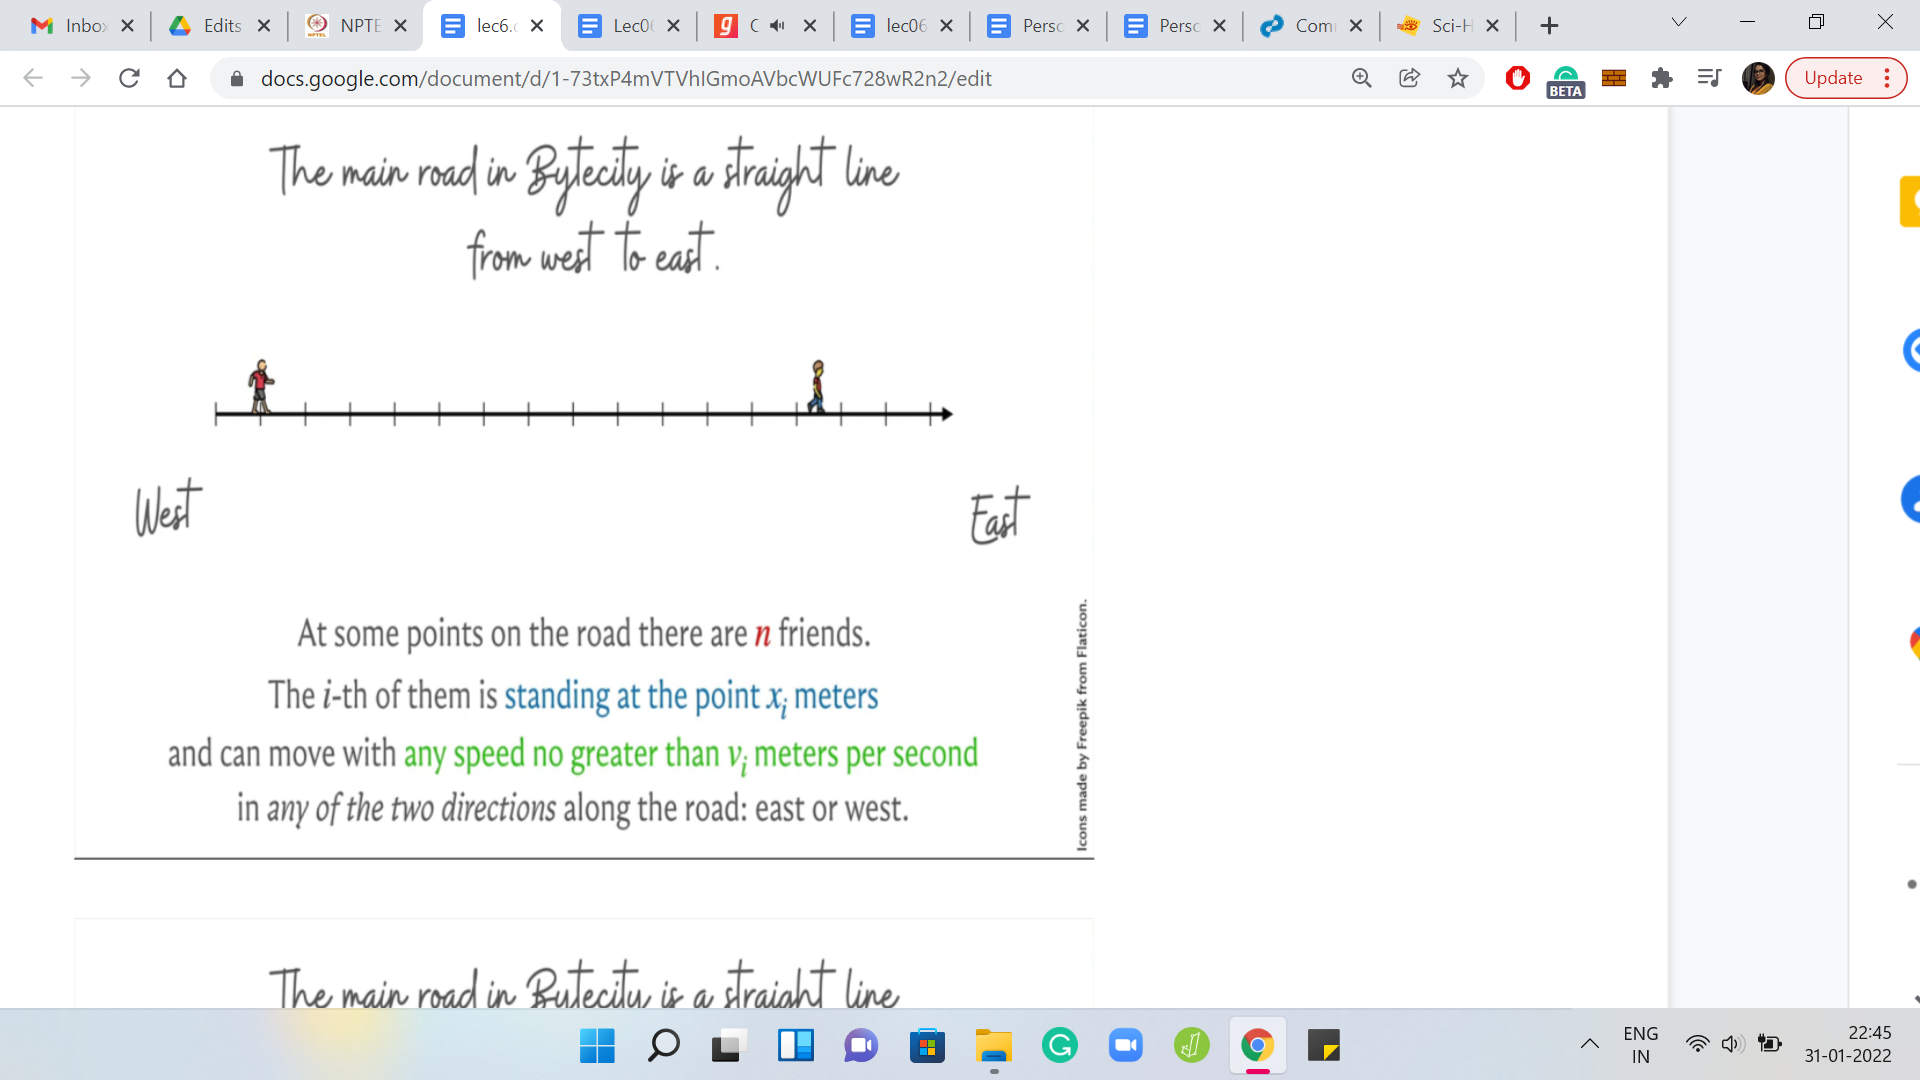 Inbox
Edits
NPTE
lec6.c
Lec06
C
lec06
Perso
Perso
Com
Sci-H
docs.google.com/document/d/1-73txP4mVTVhlGmoAVbcWUFc728wR2n2/edit
BETA
Update
The main road in Bytecity is a straight line
from west to east.
West
East
At some points on the road there are n friends.
The i-th of them is standing at the point xi meters
and can move with any speed no greater than vi meters per second
in any of the two directions along the road: east or west.
Icons made by Freepik from Flaticon.
The main road in Bytecity is a straight line
ENG
IN
22:45
31-01-2022